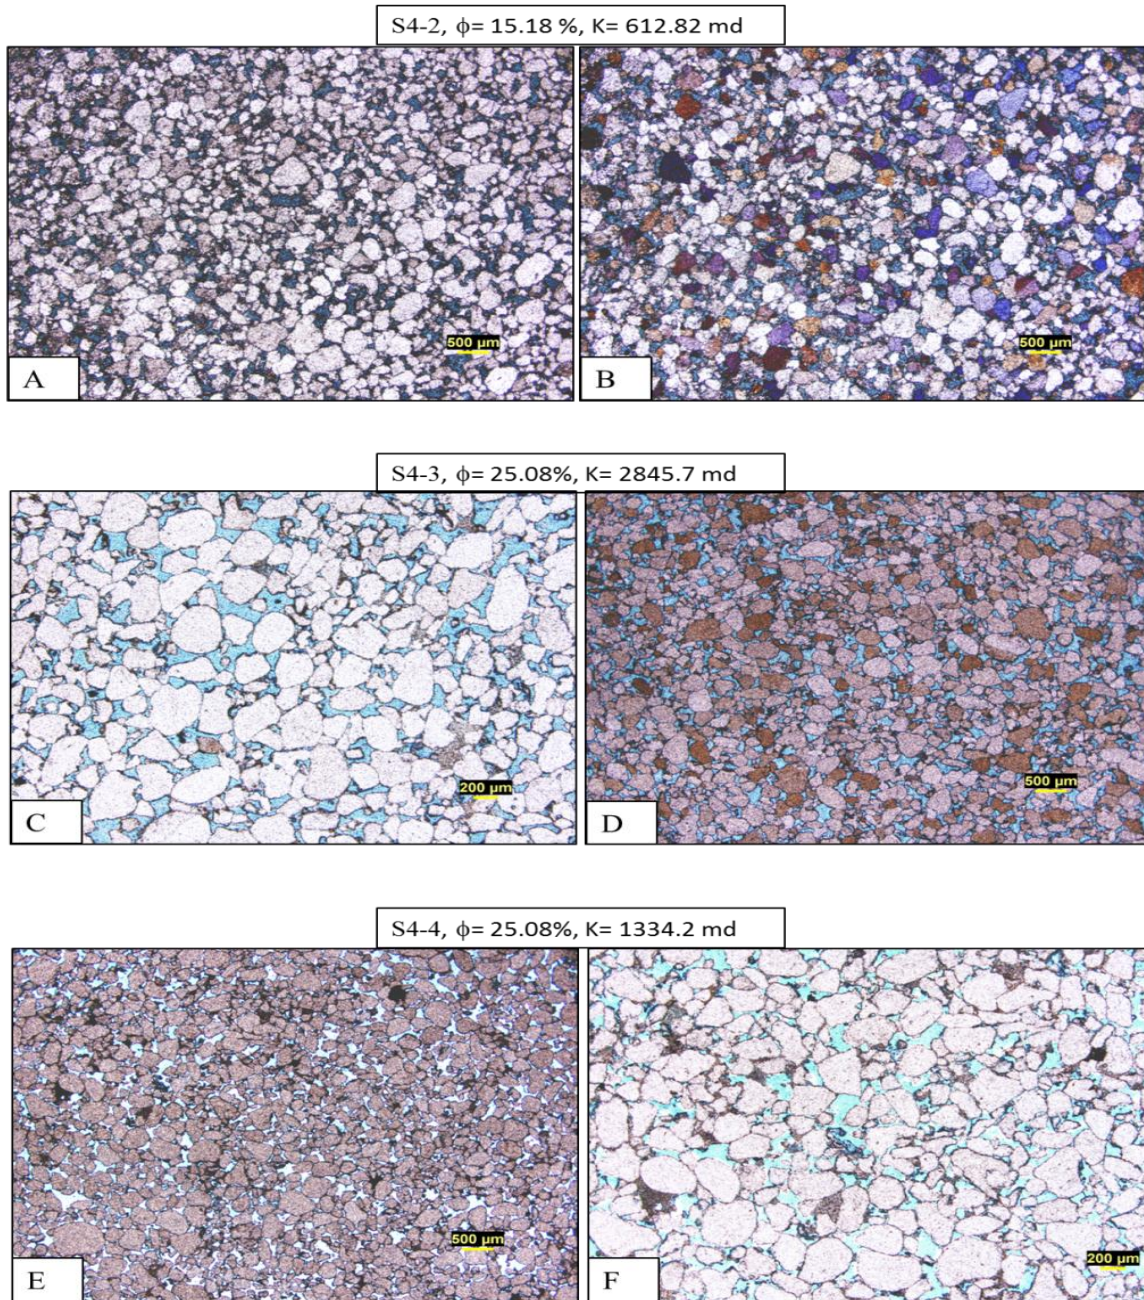 S4-2, ϕ= 15.18 %, K= 612.82 md
500 µm
500 µm
A
B
S4-3, ϕ= 25.08%, K= 2845.7 md
200 µm
500 µm
C
D
S4-4, ϕ= 25.08%, K= 1334.2 md
500 µm
200 µm
E
F